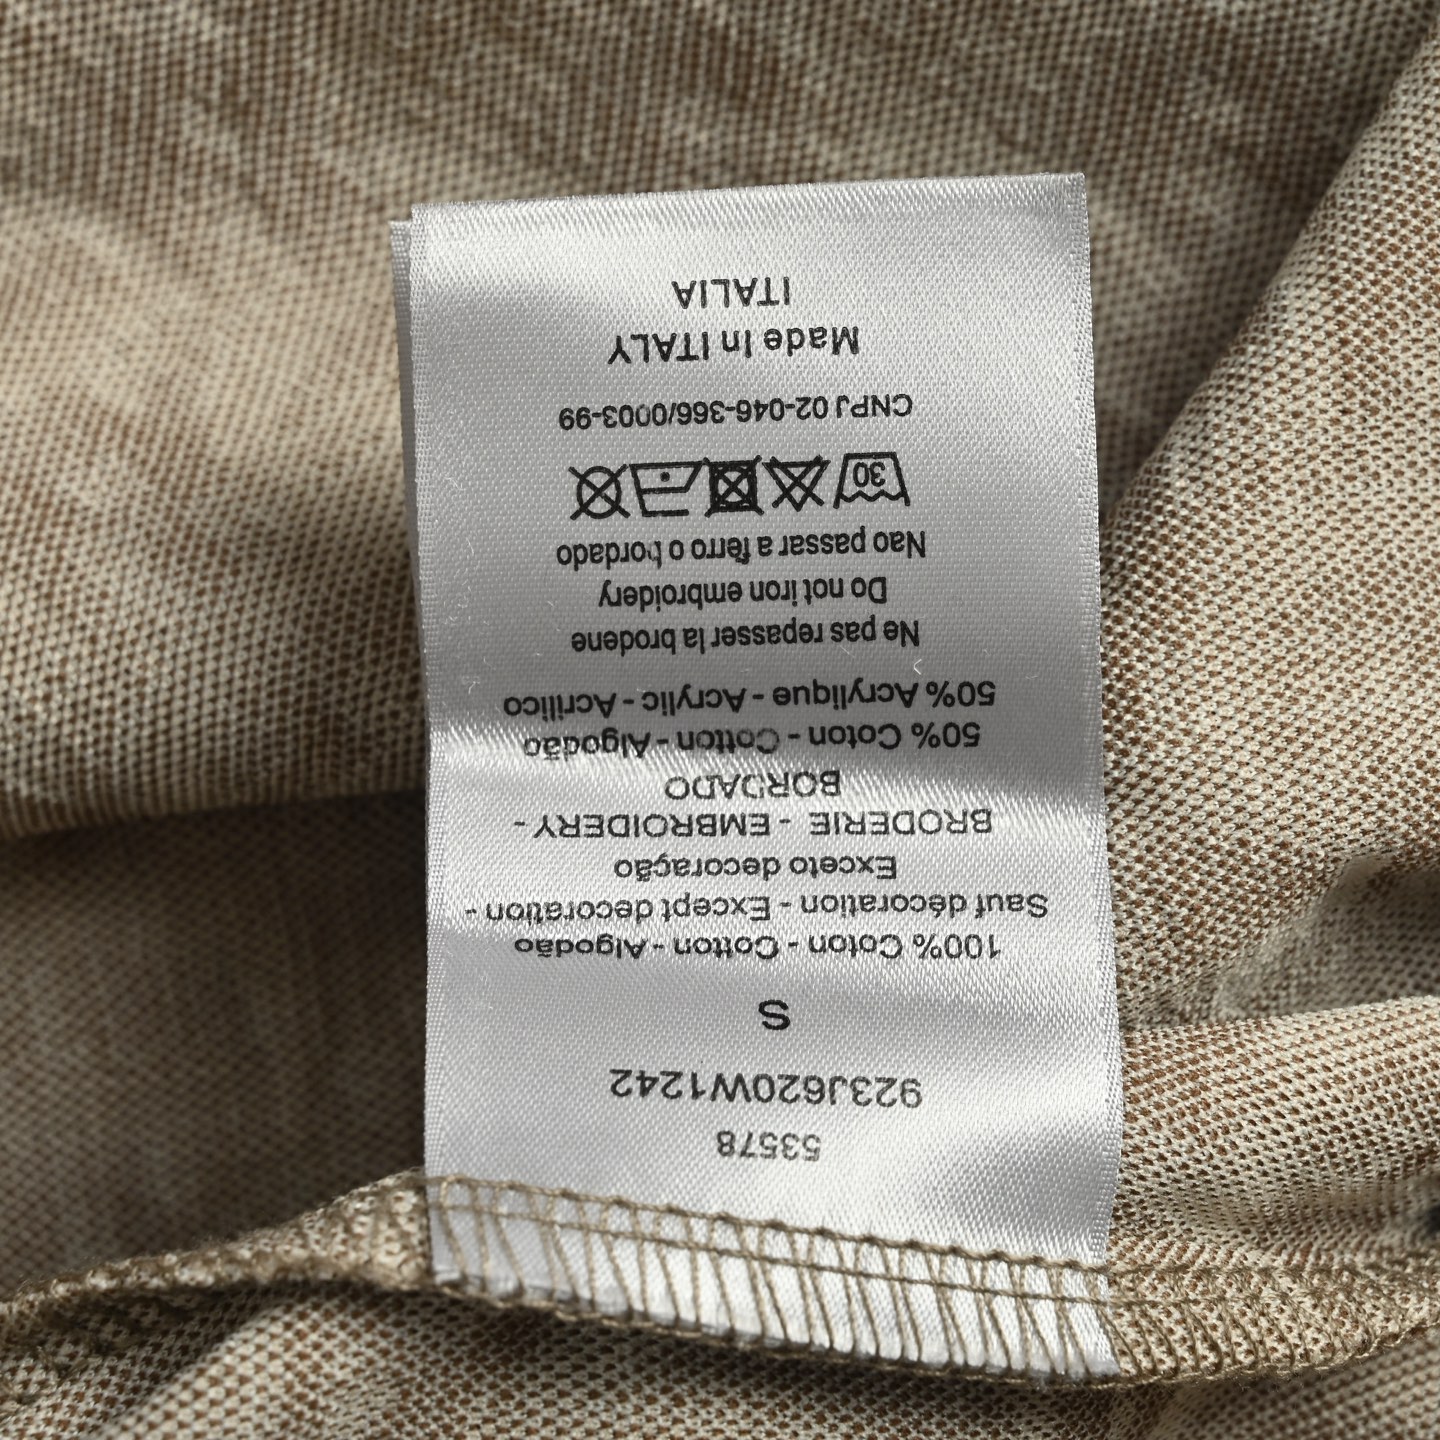 53578
923J620W1242
S
100% Coton - Cotton - Algodão
Sauf décoration - Except decoration -
Exceto decoração
BRODERIE - EMBROIDERY -
BORDADO
50% Coton - Cotton - Algodão
50% Acrylique - Acrylic - Acrilico
Ne pas repasser la brodene
Do not iron embroidery
Nao passar a ferro o bordado
30
CNPJ 02-046-366/0003-99
Made In ITALY
ITALIA